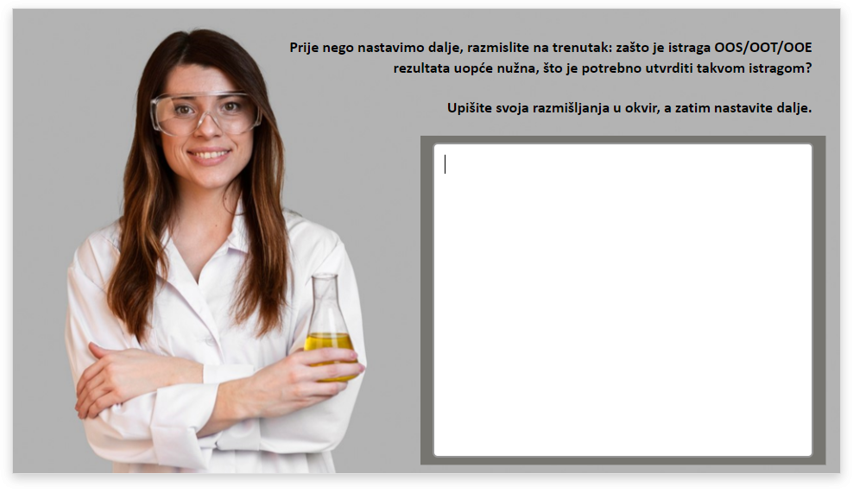 Prije nego nastavimo dalje, razmislite na trenutak: zašto je istraga OOS/OOT/OOE
rezultata uopće nužna, što je potrebno utvrditi takvom istragom?
Upišite svoja razmišljanja u okvir, a zatim nastavite dalje.